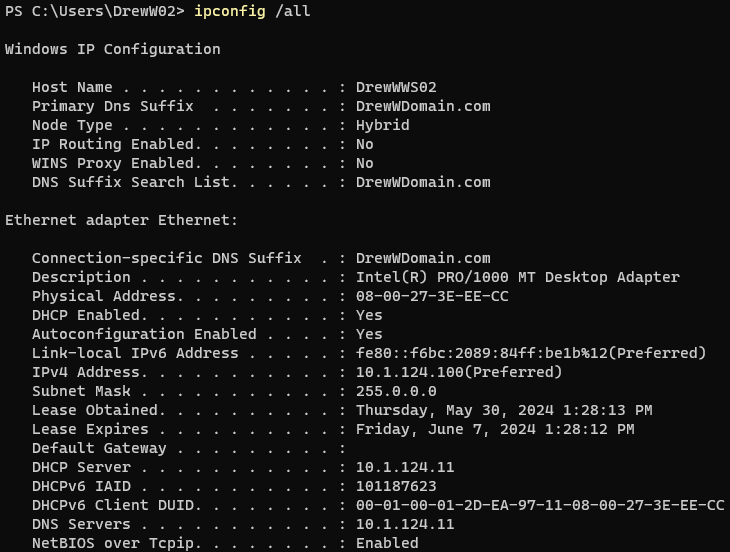 PS C:\Users\DrewW02> ipconfig /all
Windows IP Configuration
Host Name . . . . . . . . . . . . : DrewWWS02
Primary Dns Suffix  . . . . . . . : DrewWDomain.com
Node Type . . . . . . . . . . . . : Hybrid
IP Routing Enabled. . . . . . . . : No
WINS Proxy Enabled. . . . . . . . : No
DNS Suffix Search List. . . . . . : DrewWDomain.com
Ethernet adapter Ethernet:
Connection-specific DNS Suffix  . : DrewWDomain.com
Description . . . . . . . . . . . : Intel(R) PRO/1000 MT Desktop Adapter
Physical Address. . . . . . . . . : 08-00-27-3E-EE-CC
DHCP Enabled. . . . . . . . . . . : Yes
Autoconfiguration Enabled . . . . : Yes
Link-local IPv6 Address . . . . . : fe80::f6bc:2089:84ff:be1b%12(Preferred)
IPv4 Address. . . . . . . . . . . : 10.1.124.100(Preferred)
Subnet Mask . . . . . . . . . . . : 255.0.0.0
Lease Obtained. . . . . . . . . . : Thursday, May 30, 2024 1:28:13 PM
Lease Expires . . . . . . . . . . : Friday, June 7, 2024 1:28:12 PM
Default Gateway . . . . . . . . . :
DHCP Server . . . . . . . . . . . : 10.1.124.11
DHCPv6 IAID . . . . . . . . . . . : 101187623
DHCPv6 Client DUID. . . . . . . . : 00-01-00-01-2D-EA-97-11-08-00-27-3E-EE-CC
DNS Servers . . . . . . . . . . . : 10.1.124.11
NetBIOS over Tcpip. . . . . . . . : Enabled